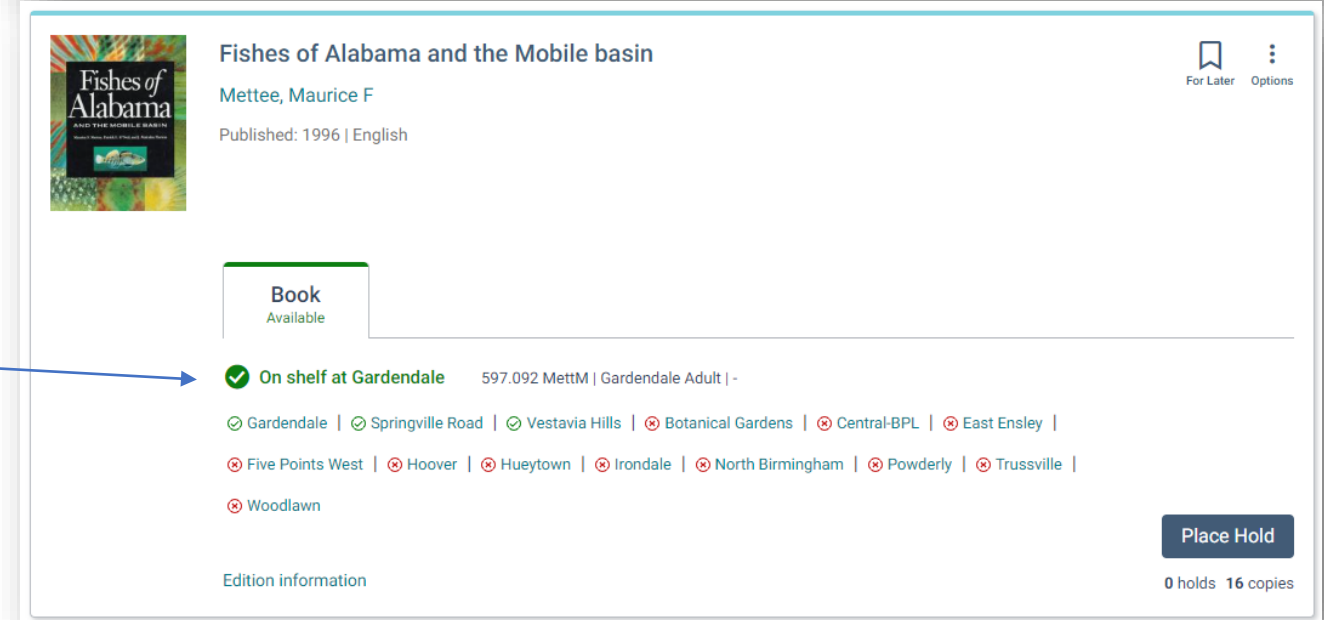 Fishes of Alabama and the Mobile basin
Mettee, Maurice F
Published: 1996 | English
Fishes of
Alabama
AND THE MOBILE BASIN
For Later
Options
Book
Available
On shelf at Gardendale 597.092 MettM | Gardendale Adult | -
Gardendale | Springville Road | Vestavia Hills | Botanical Gardens | Central-BPL | East Ensley |
Five Points West | Hoover | Hueytown | Irondale | North Birmingham | Powderly | Trussville |
Woodlawn
Place Hold
Edition information
0 holds 16 copies